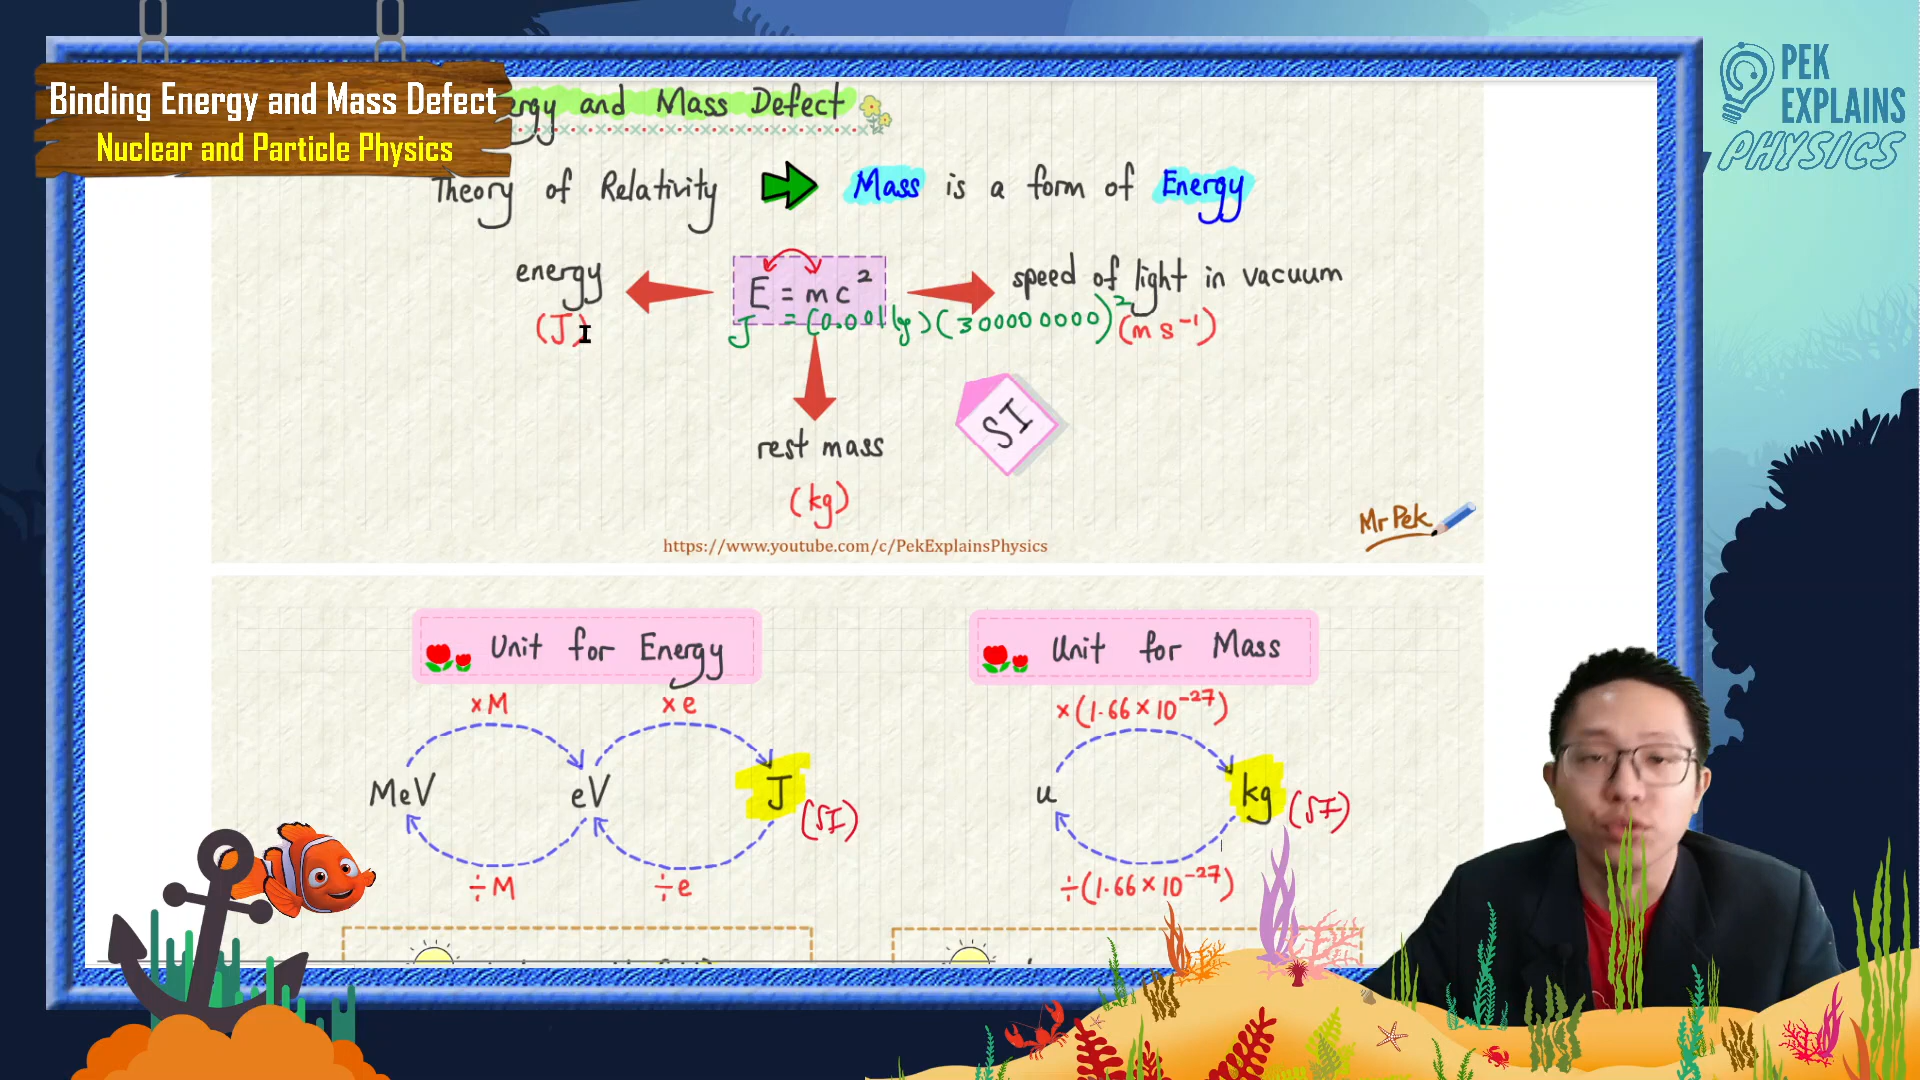 Binding Energy and Mass Defect
Nuclear and Particle Physics
PEK
EXPLAINS
PHYSICS
ergy and Mass Defect
Theory of Relativity Mass is a form of Energy
energy
(J)
E = mc²
speed of light in vacuum
(m s⁻¹)
J = (0.001kg)(300000000)²
rest mass
(kg)
SI
Mr Pek
https://www.youtube.com/c/PekExplainsPhysics
Unit for Energy
×M ×e
MeV eV J (SI)
÷M ÷e
Unit for Mass
×(1.66×10⁻²⁷)
u kg (SI)
÷(1.66×10⁻²⁷)